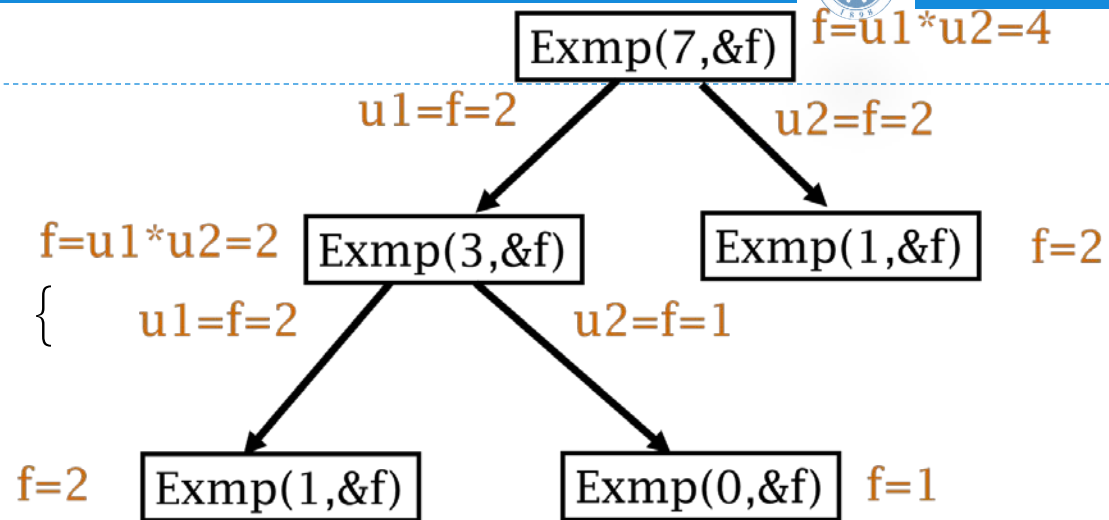 1898
Exmp(7,&f)
f=u1*u2=4
u1=f=2
u2=f=2
f=u1*u2=2
Exmp(3,&f)
Exmp(1,&f)
f=2
{
u1=f=2
u2=f=1
f=2
Exmp(1,&f)
Exmp(0,&f)
f=1